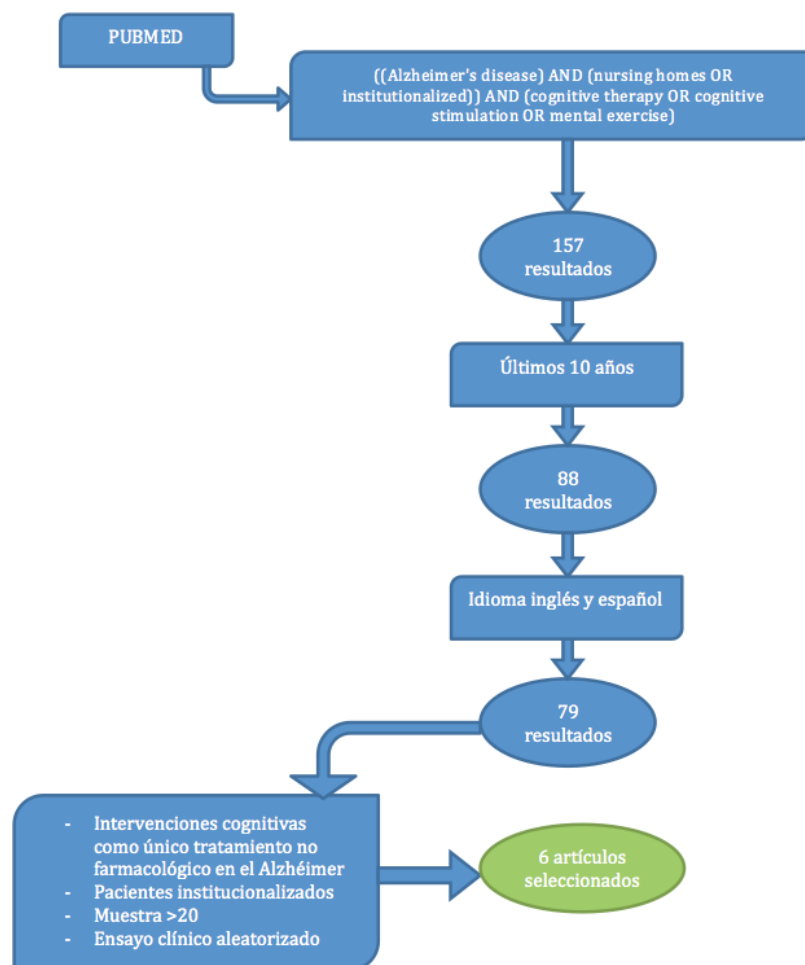 PUBMED
((Alzheimer's disease) AND (nursing homes OR
institutionalized)) AND (cognitive therapy OR cognitive
stimulation OR mental exercise)
157
resultados
Últimos 10 años
88
resultados
Idioma inglés y español
79
resultados
- Intervenciones cognitivas
como único tratamiento no
farmacológico en el Alzhéimer
- Pacientes institucionalizados
- Muestra >20
- Ensayo clínico aleatorizado
6 artículos
seleccionados